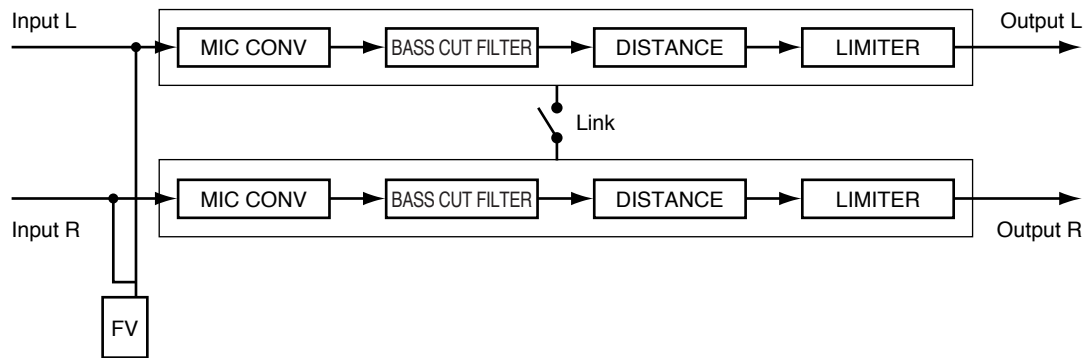 Input L
Output L
MIC CONV
BASS CUT FILTER
DISTANCE
LIMITER
Link
MIC CONV
BASS CUT FILTER
DISTANCE
LIMITER
Input R
Output R
FV